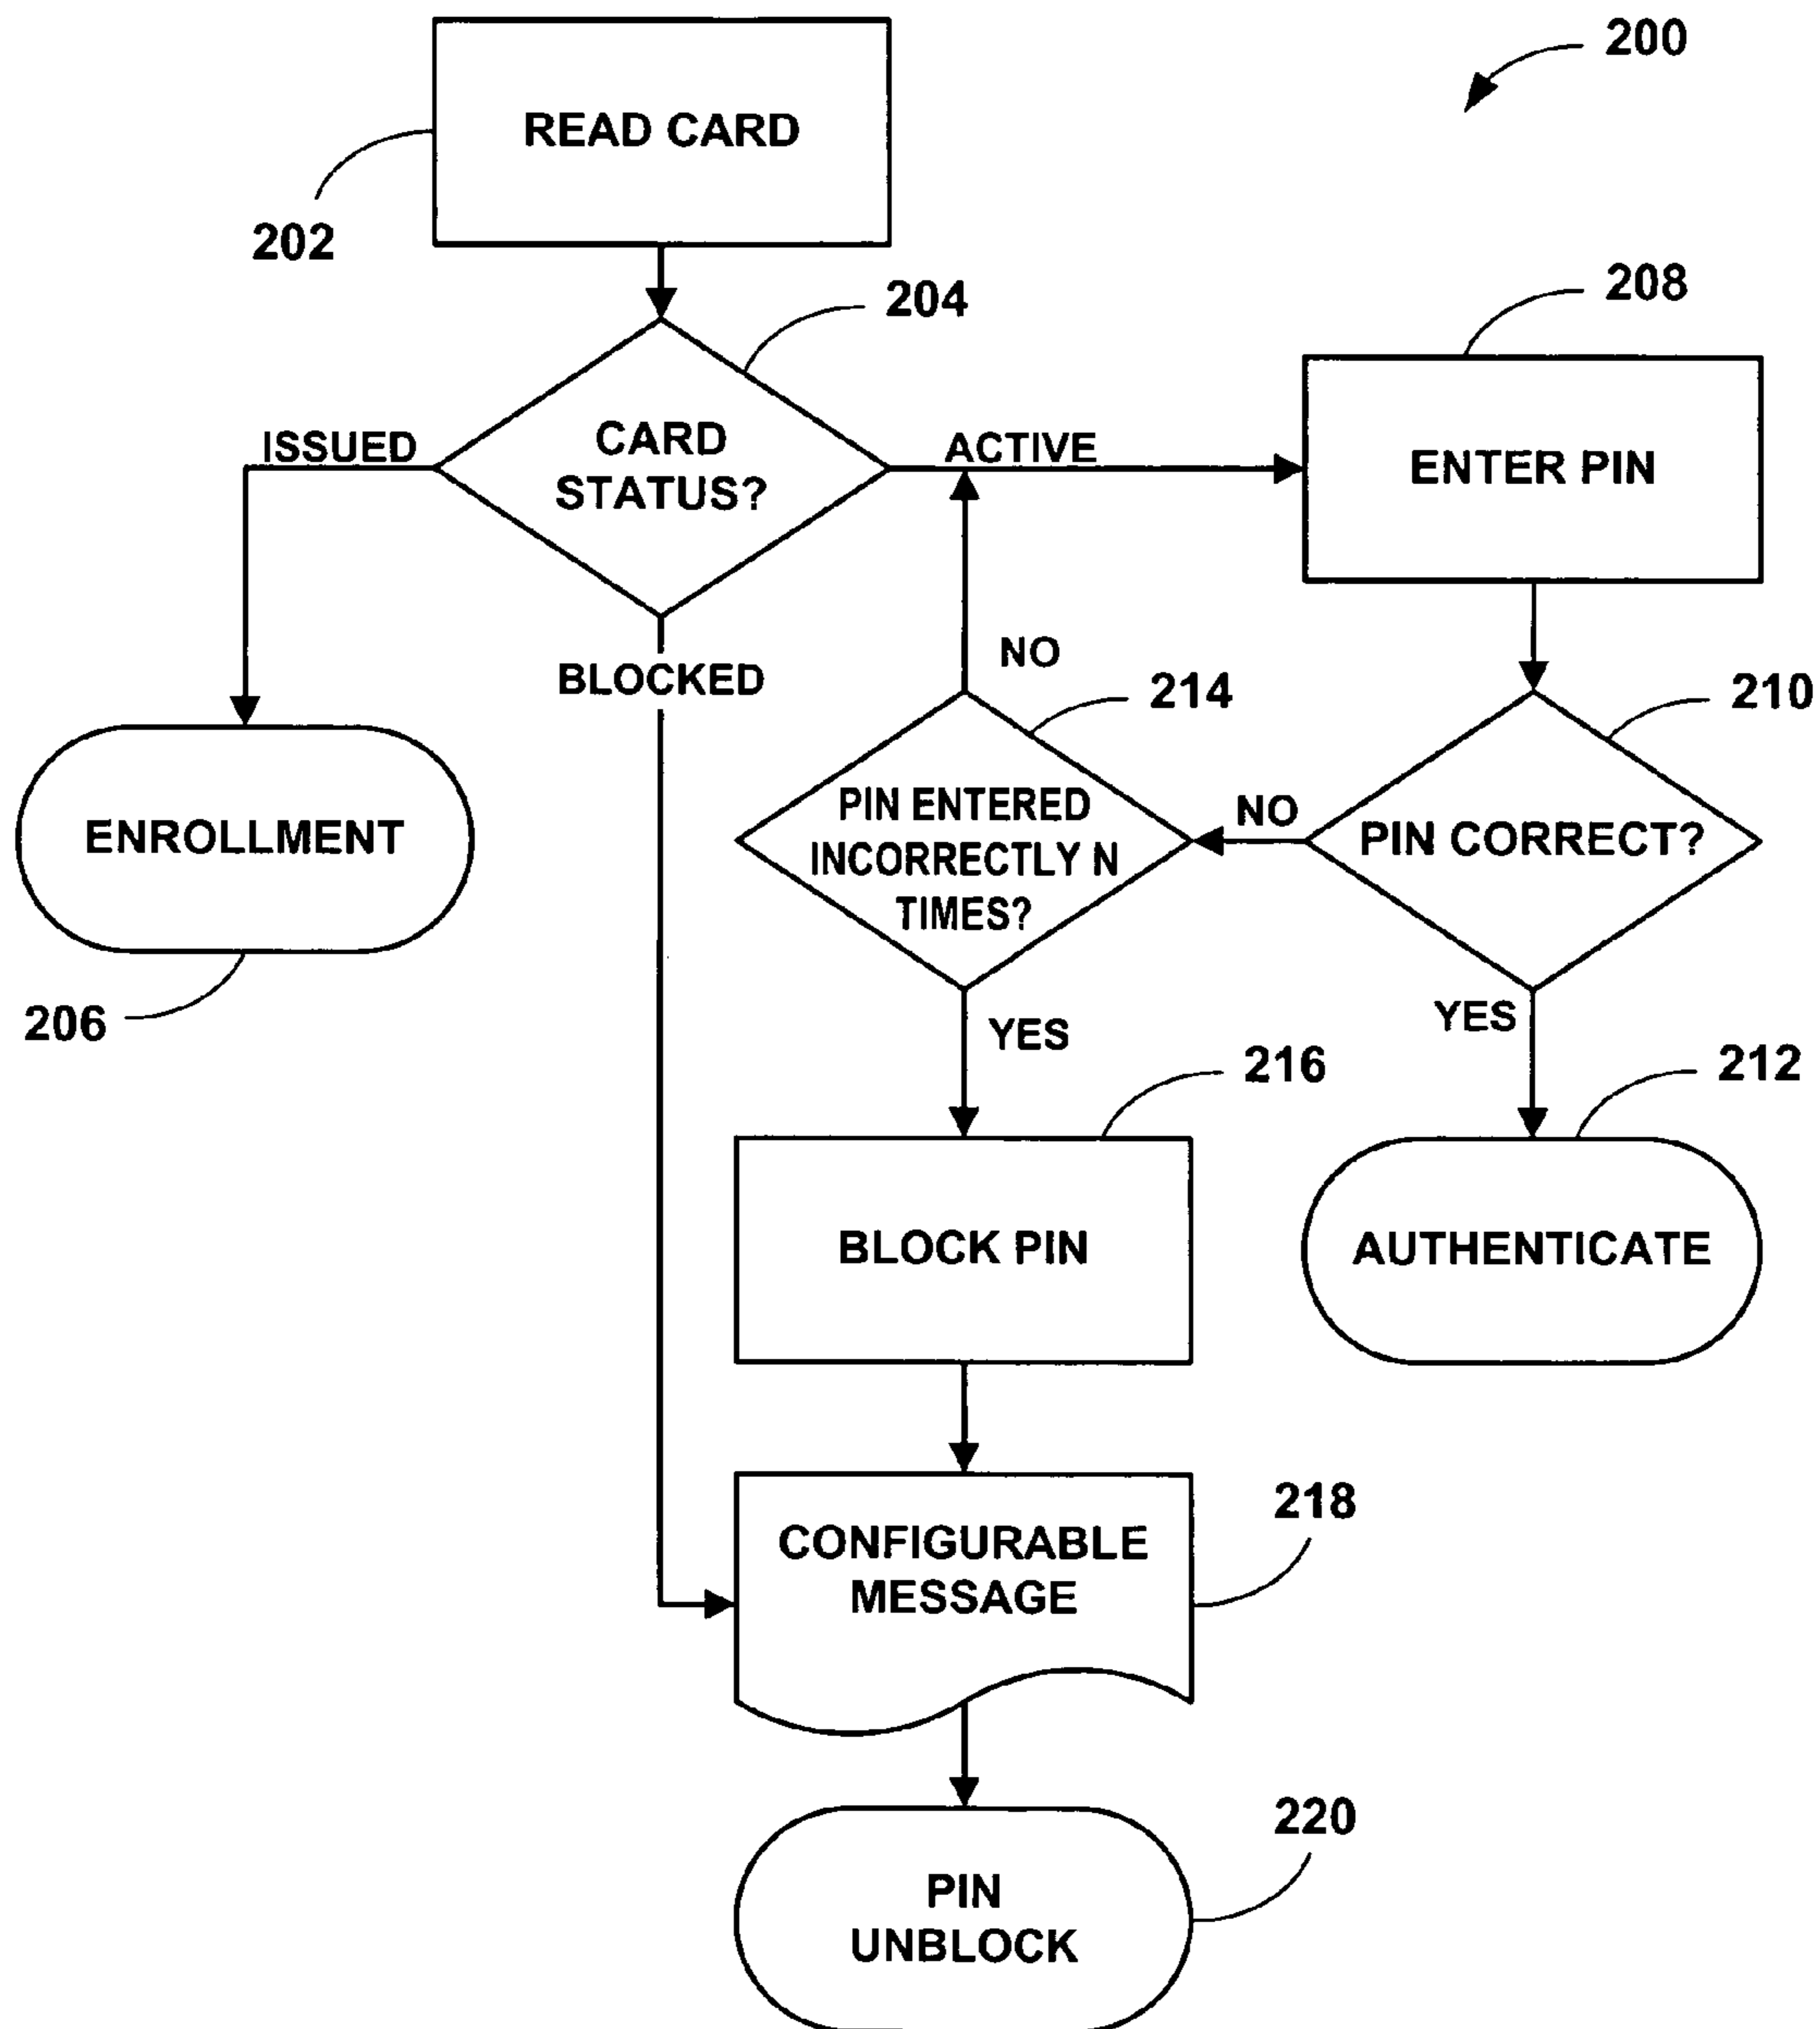 200
READ CARD
202
204
208
CARD
STATUS?
ISSUED
ACTIVE
ENTER PIN
BLOCKED
NO
214
210
ENROLLMENT
PIN ENTERED
INCORRECTLY N
TIMES?
NO
PIN CORRECT?
206
YES
YES
216
212
BLOCK PIN
AUTHENTICATE
CONFIGURABLE
MESSAGE
218
220
PIN
UNBLOCK